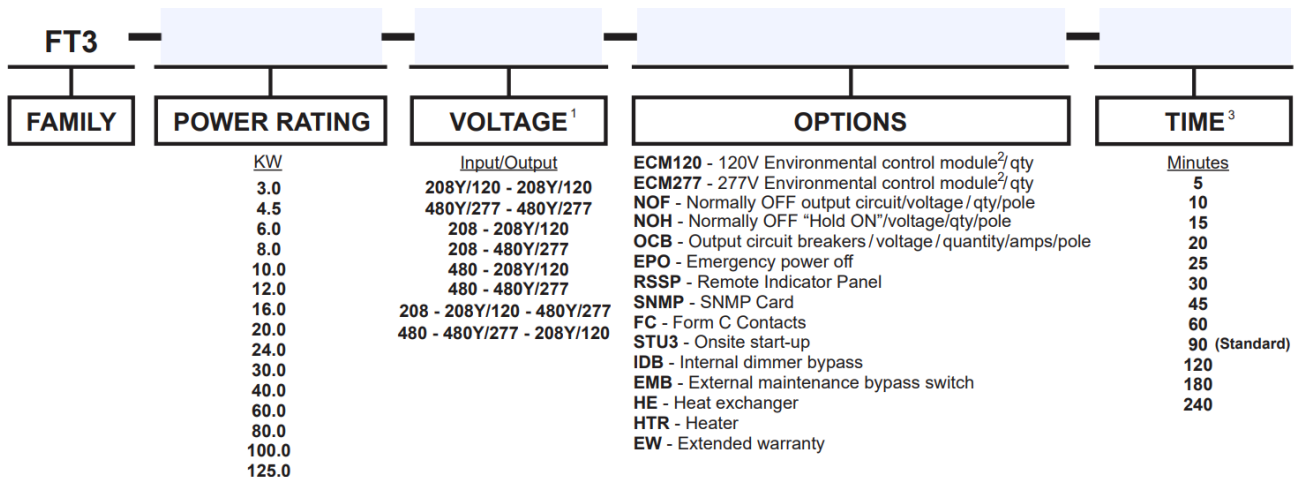 FT3
FAMILY
POWER RATING
VOLTAGE1
OPTIONS
TIME3
KW
3.0
4.5
6.0
8.0
10.0
12.0
16.0
20.0
24.0
30.0
40.0
60.0
80.0
100.0
125.0
Input/Output
208Y/120 - 208Y/120
480Y/277 - 480Y/277
208 - 208Y/120
208 - 480Y/277
480 - 208Y/120
480 - 480Y/277
208 - 208Y/120 - 480Y/277
480 - 480Y/277 - 208Y/120
ECM120 - 120V Environmental control module2/ qty
ECM277 - 277V Environmental control module2/ qty
NOF - Normally OFF output circuit/voltage / qty/pole
NOH - Normally OFF “Hold ON”/voltage/qty/pole
OCB - Output circuit breakers / voltage / quantity/amps/pole
EPO - Emergency power off
RSSP - Remote Indicator Panel
SNMP - SNMP Card
FC - Form C Contacts
STU3 - Onsite start-up
IDB - Internal dimmer bypass
EMB - External maintenance bypass switch
HE - Heat exchanger
HTR - Heater
EW - Extended warranty
Minutes
5
10
15
20
25
30
45
60
90 (Standard)
120
180
240